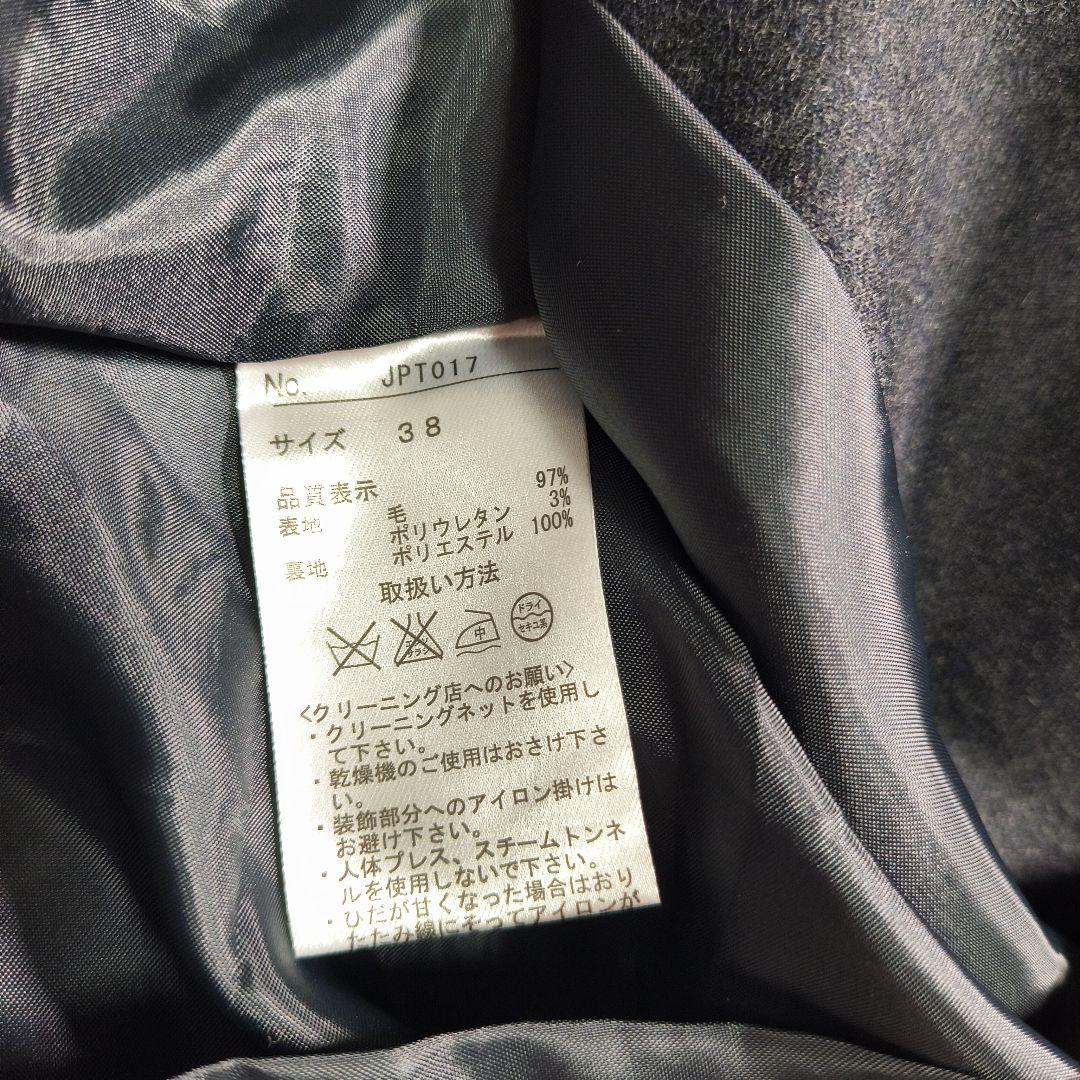 No. JPT017
サイズ 38
品質表示
表地 毛 97%
ポリウレタン 3%
裏地 ポリエステル 100%
取扱い方法
エンソサラシ 中 ドライ セキユ系
<クリーニング店へのお願い>
・クリーニングネットを使用し
て下さい。
・乾燥機のご使用はおさけ下さ
い。
・装飾部分へのアイロン掛けは
お避け下さい。
・人体プレス、スチームトンネ
ルを使用しないで下さい。
・ひだが甘くなった場合はおり
たたみ線にそってアイロンが